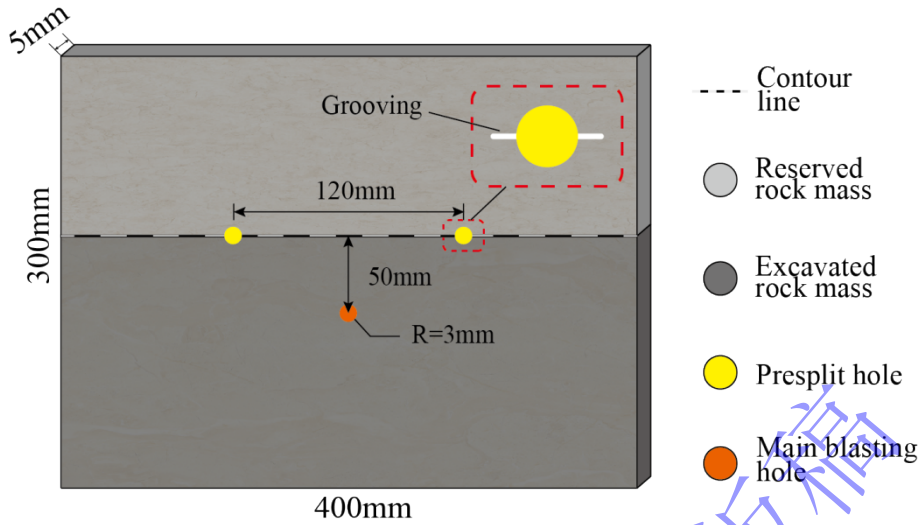 5mm
Grooving
120mm
300mm
50mm
R=3mm
400mm
Contour
line
Reserved
rock mass
Excavated
rock mass
Presplit hole
Main blasting
hole
稿